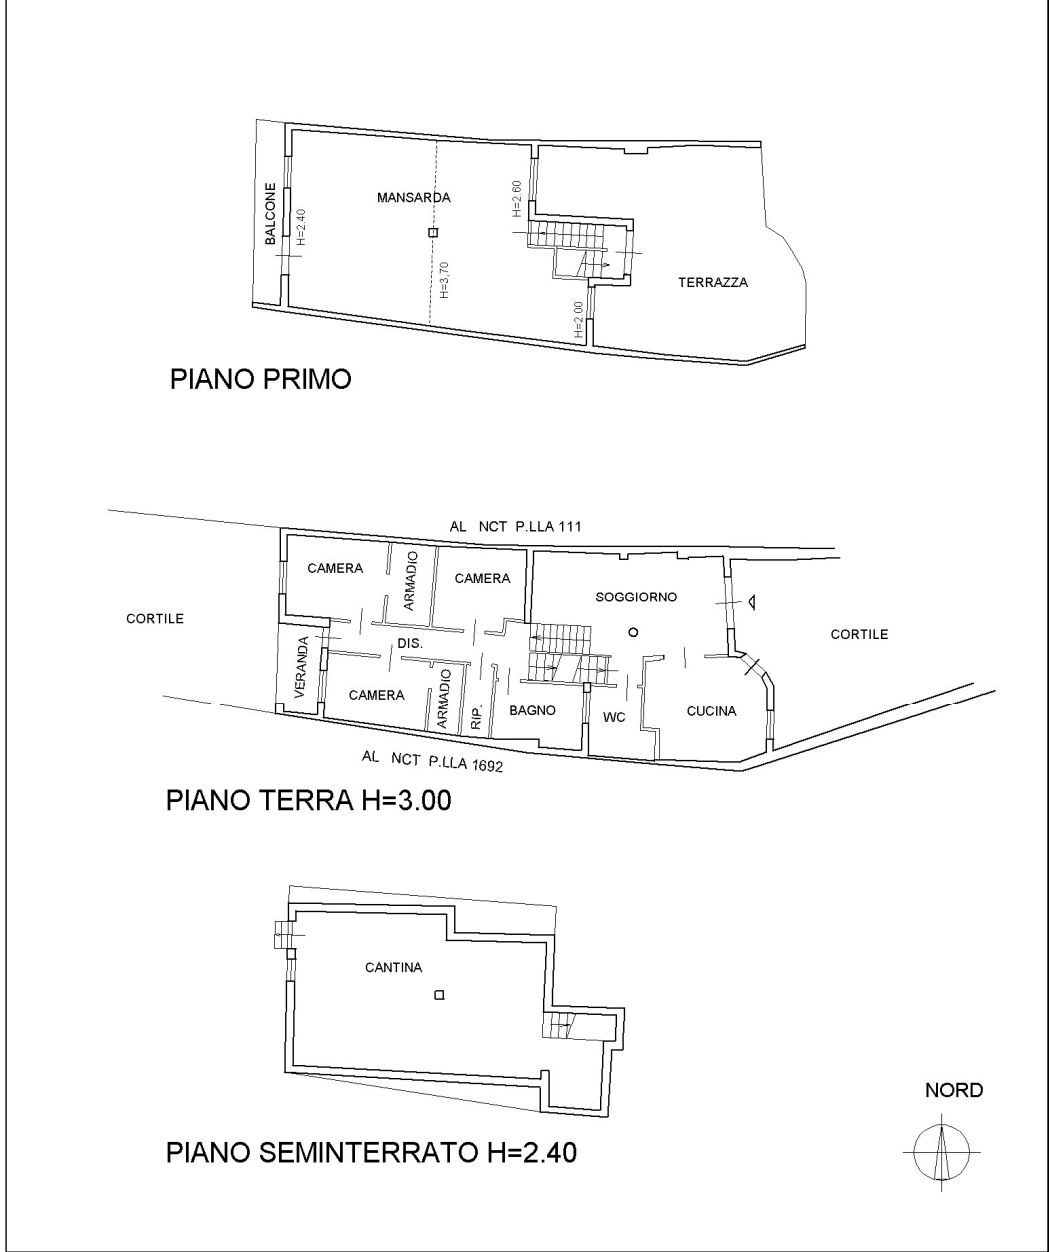 MANSARDA
BALCONE
H=2.40
H=2.60
H=3,70
H=2.00
TERRAZZA
PIANO PRIMO
AL NCT P.LLA 111
CAMERA
ARMADIO
CAMERA
SOGGIORNO
CORTILE
DIS.
CORTILE
VERANDA
CAMERA
ARMADIO
RIP.
BAGNO
WC
CUCINA
AL NCT P.LLA 1692
PIANO TERRA H=3.00
CANTINA
NORD
PIANO SEMINTERRATO H=2.40